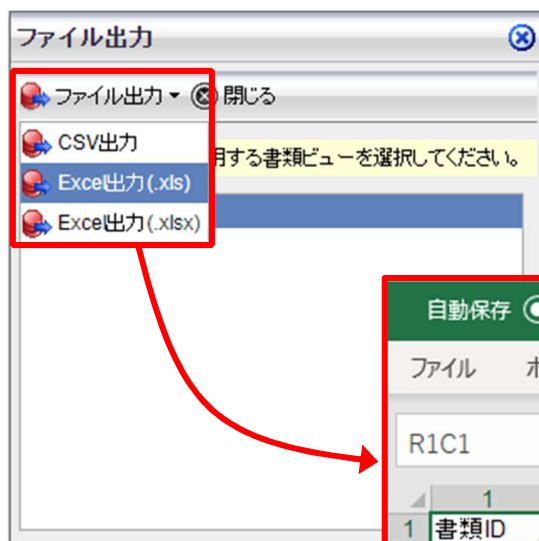 ファイル出力
ファイル出力 閉じる
CSV出力
用する書類ビューを選択してください。
Excel出力(.xls)
Excel出力(.xlsx)
自動保存
ファイル
R1C1
1
1 書類ID